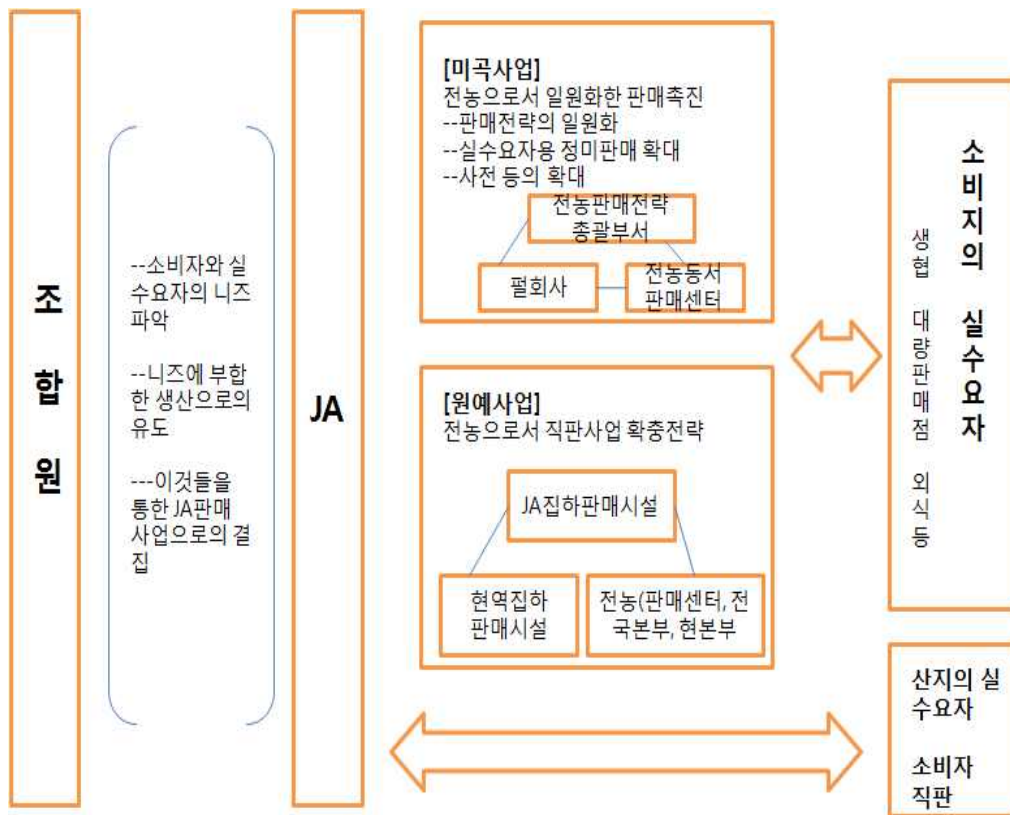 조합원
--소비자와 실
수요자의 니즈
파악
--니즈에 부합
한 생산으로의
유도
---이것들을
통한 JA판매
사업으로의 결
집
JA
[미곡사업]
전농으로서 일원화한 판매촉진
--판매전략의 일원화
--실수요자용 정미판매 확대
--사전 등의 확대
전농판매전략
총괄부서
펄회사
전농동서
판매센터
[원예사업]
전농으로서 직판사업 확충전략
JA집하판매시설
현역집하
판매시설
전농(판매센터, 전
국본부, 현본부
소비지의 실수요자
생협 대량판매점 외식등
산지의 실
수요자
소비자
직판